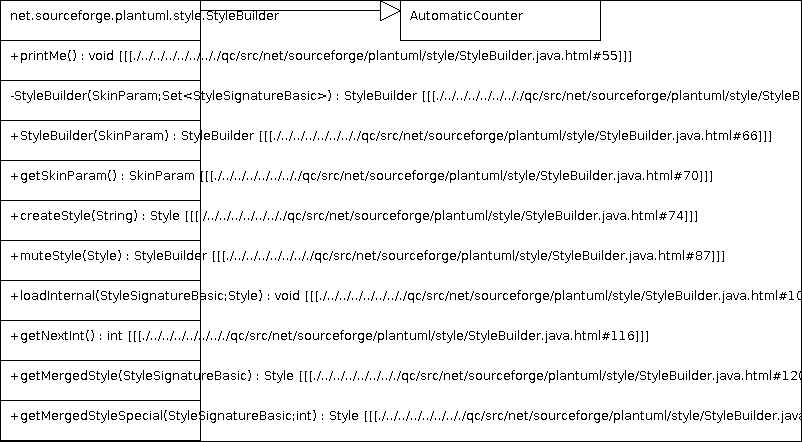 net.sourceforge.plantuml.style.StyleBuilder
AutomaticCounter
+printMe() : void [[[./../../../../../../qc/src/net/sourceforge/plantuml/style/StyleBuilder.java.html#55]]]
-StyleBuilder(SkinParam;Set<StyleSignatureBasic>) : StyleBuilder [[[./../../../../../../qc/src/net/sourceforge/plantuml/style/StyleB
+StyleBuilder(SkinParam) : StyleBuilder [[[./../../../../../../qc/src/net/sourceforge/plantuml/style/StyleBuilder.java.html#66]]]
+getSkinParam() : SkinParam [[[./../../../../../../qc/src/net/sourceforge/plantuml/style/StyleBuilder.java.html#70]]]
+createStyle(String) : Style [[[./../../../../../../qc/src/net/sourceforge/plantuml/style/StyleBuilder.java.html#74]]]
+muteStyle(Style) : StyleBuilder [[[./../../../../../../qc/src/net/sourceforge/plantuml/style/StyleBuilder.java.html#87]]]
+loadInternal(StyleSignatureBasic;Style) : void [[[./../../../../../../qc/src/net/sourceforge/plantuml/style/StyleBuilder.java.html#10
+getNextInt() : int [[[./../../../../../../qc/src/net/sourceforge/plantuml/style/StyleBuilder.java.html#116]]]
+getMergedStyle(StyleSignatureBasic) : Style [[[./../../../../../../qc/src/net/sourceforge/plantuml/style/StyleBuilder.java.html#120
+getMergedStyleSpecial(StyleSignatureBasic;int) : Style [[[./../../../../../../qc/src/net/sourceforge/plantuml/style/StyleBuilder.java